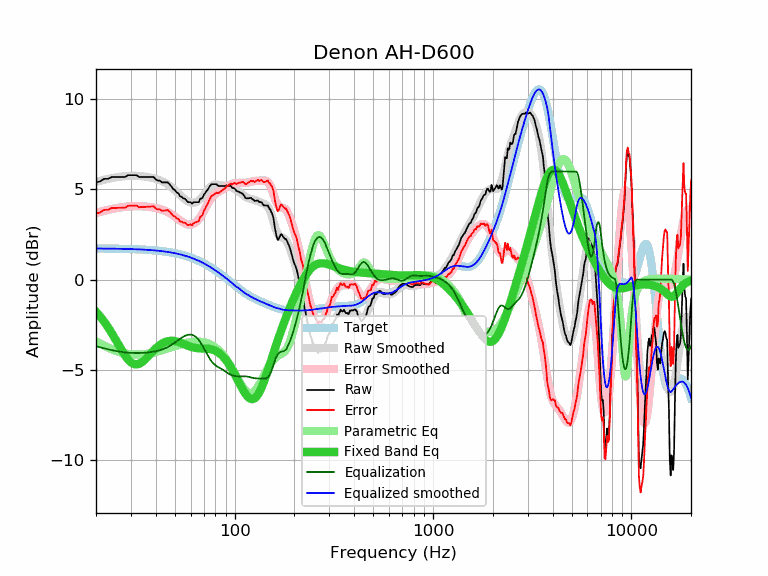 Denon AH-D600
Amplitude (dBr)
10
5
0
−5
−10
Target
Raw Smoothed
Error Smoothed
Raw
Error
Parametric Eq
Fixed Band Eq
Equalization
Equalized smoothed
100
1000
10000
Frequency (Hz)